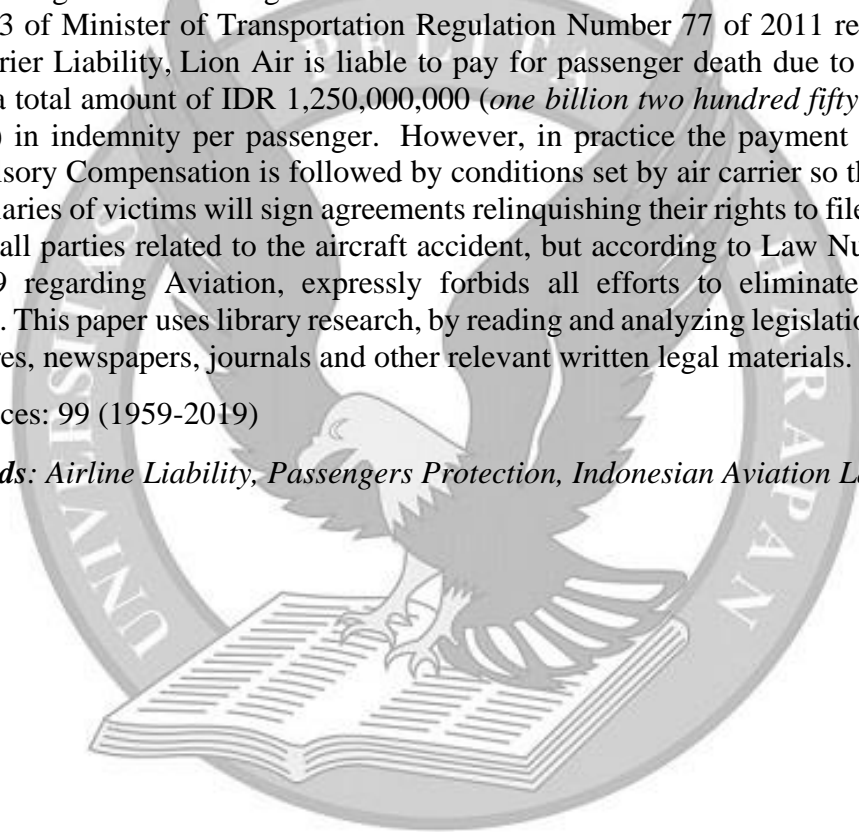 3 of Minister of Transportation Regulation Number 77 of 2011 re
rier Liability, Lion Air is liable to pay for passenger death due to
a total amount of IDR 1,250,000,000 (one billion two hundred fifty
) in indemnity per passenger. However, in practice the payment
sory Compensation is followed by conditions set by air carrier so th
iaries of victims will sign agreements relinquishing their rights to file
all parties related to the aircraft accident, but according to Law Nu
9 regarding Aviation, expressly forbids all efforts to eliminate
. This paper uses library research, by reading and analyzing legislatio
res, newspapers, journals and other relevant written legal materials.
ces: 99 (1959-2019)
ds: Airline Liability, Passengers Protection, Indonesian Aviation La
UNIVERSITAS PELITA HARAPAN